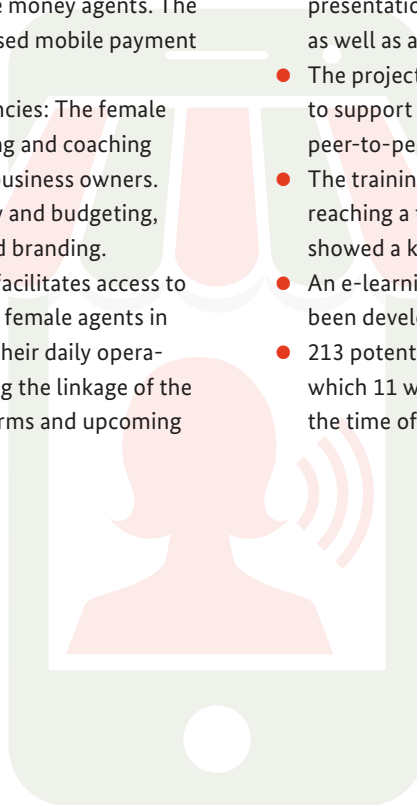 money agents. The
sed mobile payment
ncies: The female
g and coaching
business owners.
and budgeting,
d branding.
facilitates access to
female agents in
heir daily opera-
g the linkage of the
rms and upcoming
presentatio
as well as a
The project
to support
peer-to-pe
The trainin
reaching a
showed a k
An e-learni
been devel
213 potent
which 11 w
the time of